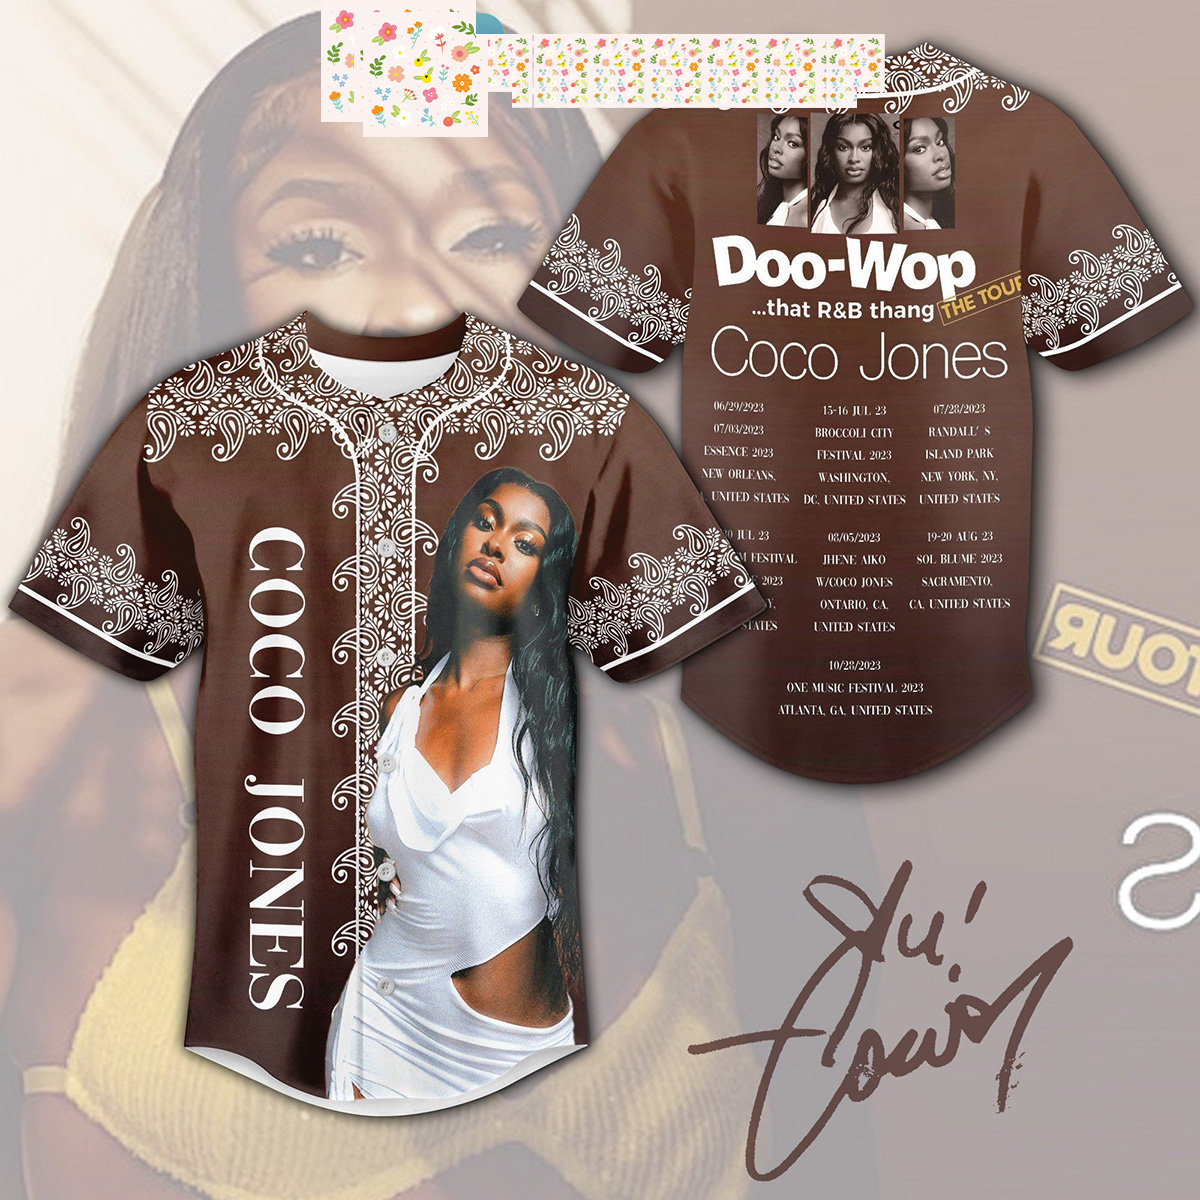 COCO JONES
Doo-Wop
...that R&B thang
THE TOUR
Coco Jones
06/29/2923
07/03/2023
ESSENCE 2023
NEW ORLEANS,
UNITED STATES
15-16 JUL 23
BROCCOLI CITY
FESTIVAL 2023
WASHINGTON,
DC, UNITED STATES
07/28/2023
RANDALL' S
ISLAND PARK
NEW YORK, NY,
UNITED STATES
JUL 23
FESTIVAL
2023
08/05/2023
JHENE AIKO
W/COCO JONES
ONTARIO, CA,
UNITED STATES
19-20 AUG 23
SOL BLUME 2023
SACRAMENTO,
CA, UNITED STATES
10/28/2023
ONE MUSIC FESTIVAL 2023
ATLANTA, GA, UNITED STATES
TOUR
S